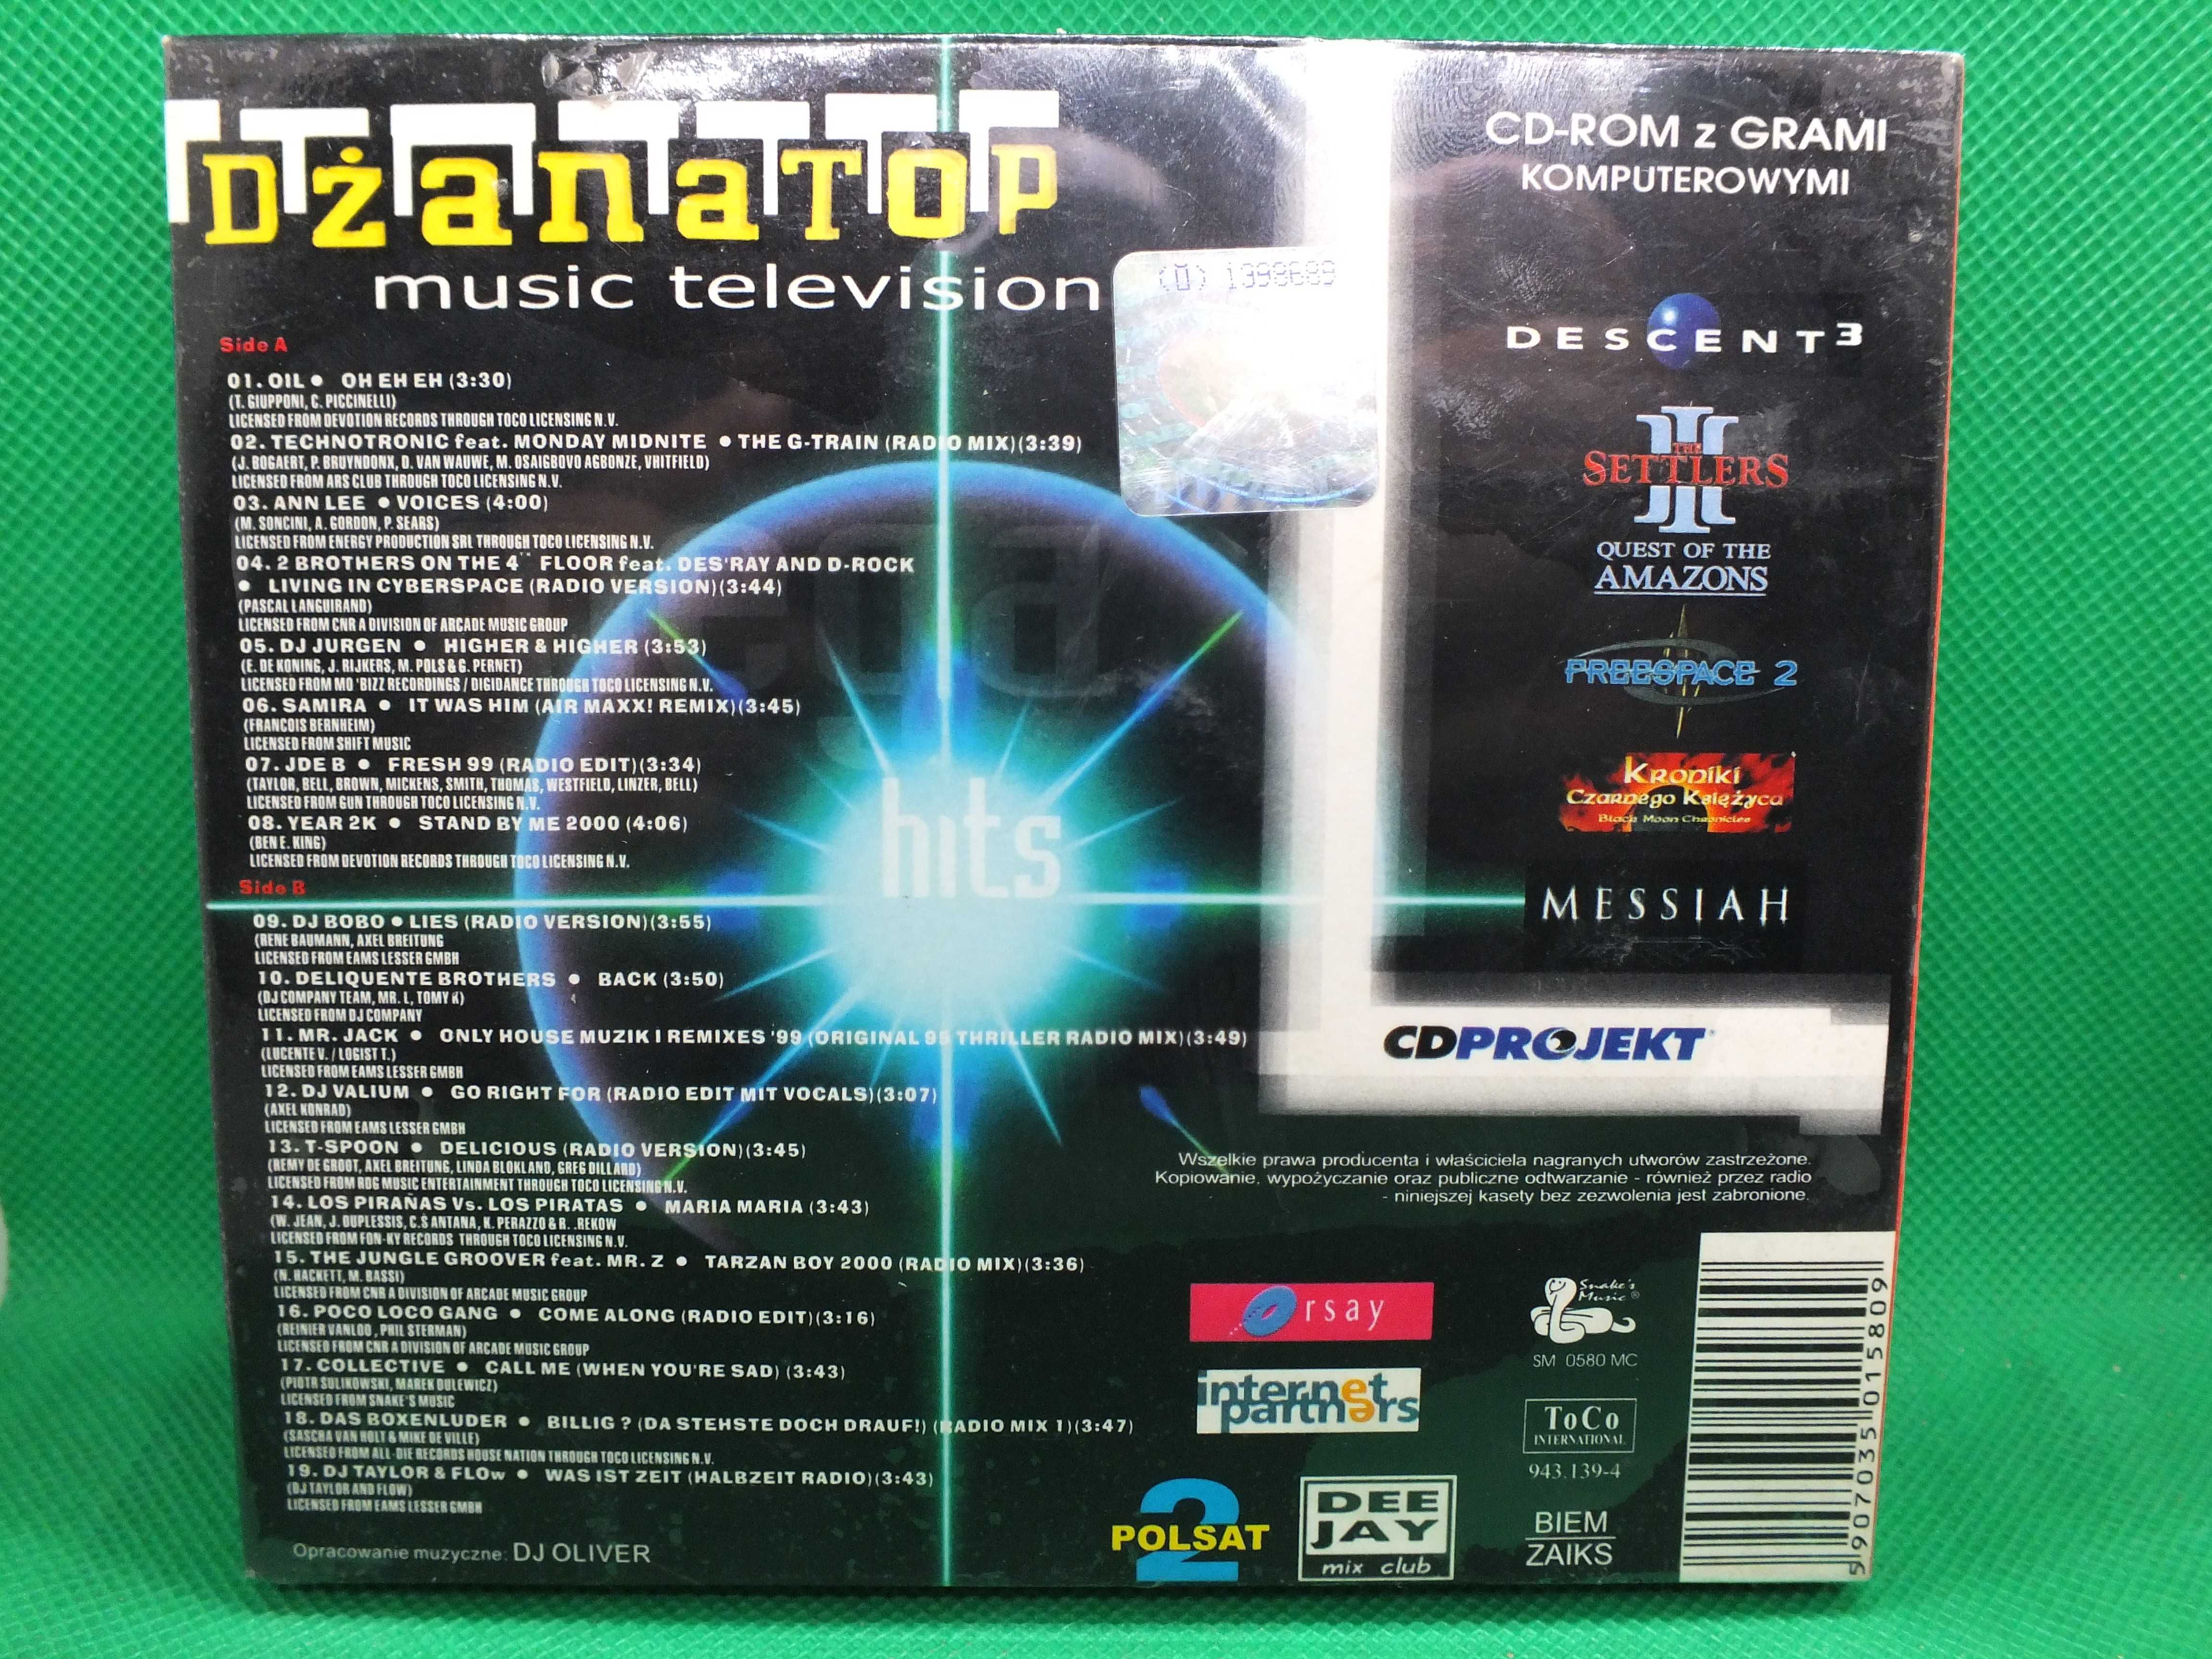 DżanaTOP
music television
(0) 1398689
Side A
01. OIL • OH EH EH (3:30)
(T. GIUPPONI, C. PICCINELLI)
LICENSED FROM DEVOTION RECORDS THROUGH TOCO LICENSING N.V.
02. TECHNOTRONIC feat. MONDAY MIDNITE • THE G-TRAIN (RADIO MIX)(3:39)
(J. BOGAERT, P. BRUYNDONX, D. VAN WAUWE, M. OSAIGBOVO AGBONZE, VHITFIELD)
LICENSED FROM ARS CLUB THROUGH TOCO LICENSING N.V.
03. ANN LEE • VOICES (4:00)
(M. SONCINI, A. GORDON, P. SEARS)
LICENSED FROM ENERGY PRODUCTION SRL THROUGH TOCO LICENSING N.V.
04. 2 BROTHERS ON THE 4™ FLOOR feat. DES'RAY AND D-ROCK
• LIVING IN CYBERSPACE (RADIO VERSION)(3:44)
(PASCAL LANGUIRAND)
LICENSED FROM CNR A DIVISION OF ARCADE MUSIC GROUP
05. DJ JURGEN • HIGHER & HIGHER (3:53)
(E. DE KONING, J. RIJKERS, M. POLS & G. PERNET)
LICENSED FROM MO'BIZZ RECORDINGS / DIGIDANCE THROUGH TOCO LICENSING N.V.
06. SAMIRA • IT WAS HIM (AIR MAXX! REMIX)(3:45)
(FRANCOIS BERNHEIM)
LICENSED FROM SHIFT MUSIC
07. JDE B • FRESH 99 (RADIO EDIT)(3:34)
(TAYLOR, BELL, BROWN, MICKENS, SMITH, THOMAS, WESTFIELD, LINZER, BELL)
LICENSED FROM GUN THROUGH TOCO LICENSING N.V.
08. YEAR 2K • STAND BY ME 2000 (4:06)
(BEN E. KING)
LICENSED FROM DEVOTION RECORDS THROUGH TOCO LICENSING N.V.
Side B
09. DJ BOBO • LIES (RADIO VERSION)(3:55)
(RENE BAUMANN, AXEL BREITUNG
LICENSED FROM EAMS LESSER GMBH
10. DELIQUENTE BROTHERS • BACK (3:50)
(DJ COMPANY TEAM, MR. L, TOMY K)
LICENSED FROM DJ COMPANY
11. MR. JACK • ONLY HOUSE MUZIK I REMIXES '99 (ORIGINAL 95 THRILLER RADIO MIX)(3:49)
(LUCENTE V. / LOGIST T.)
LICENSED FROM EAMS LESSER GMBH
12. DJ VALIUM • GO RIGHT FOR (RADIO EDIT MIT VOCALS)(3:07)
(AXEL KONRAD)
LICENSED FROM EAMS LESSER GMBH
13. T-SPOON • DELICIOUS (RADIO VERSION)(3:45)
(REMY DE GROOT, AXEL BREITUNG, LINDA BLOKLAND, GREG DILLARD)
LICENSED FROM RDG MUSIC ENTERTAINMENT THROUGH TOCO LICENSING N.V.
14. LOS PIRAÑAS Vs. LOS PIRATAS • MARIA MARIA (3:43)
(W. JEAN, J. DUPLESSIS, C.SANTANA, K. PERAZZO & R. .REKOW
LICENSED FROM FON-KY RECORDS THROUGH TOCO LICENSING N.V.
15. THE JUNGLE GROOVER feat. MR. Z • TARZAN BOY 2000 (RADIO MIX)(3:36)
(N. HACKETT, M. BASSI)
LICENSED FROM CNR A DIVISION OF ARCADE MUSIC GROUP
16. POCO LOCO GANG • COME ALONG (RADIO EDIT)(3:16)
(REINIER VANLOO , PHIL STERMAN)
LICENSED FROM CNR A DIVISION OF ARCADE MUSIC GROUP
17. COLLECTIVE • CALL ME (WHEN YOU'RE SAD) (3:43)
(PIOTR SULIKOWSKI, MAREK DULEWICZ)
LICENSED FROM SNAKE'S MUSIC
18. DAS BOXENLUDER • BILLIG ? (DA STEHSTE DOCH DRAUF!) (RADIO MIX 1)(3:47)
(SASCHA VAN HOLT & MIKE DE VILLE)
LICENSED FROM ALL-DIE RECORDS HOUSE NATION THROUGH TOCO LICENSING N.V.
19. DJ TAYLOR & FLOw • WAS IST ZEIT (HALBZEIT RADIO)(3:43)
(DJ TAYLOR AND FLOW)
LICENSED FROM EAMS LESSER GMBH
Opracowanie muzyczne: DJ OLIVER
mega
hits
CD-ROM z GRAMI
KOMPUTEROWYMI
DESCENT3
THE
SETTLERS
III
QUEST OF THE
AMAZONS
FREESPACE 2
Kroniki
Czarnego Księżyca
Black Moon Chronicles
MESSIAH
CDPROJEKT
Wszelkie prawa producenta i właściciela nagranych utworów zastrzeżone.
Kopiowanie, wypożyczanie oraz publiczne odtwarzanie - również przez radio
- niniejszej kasety bez zezwolenia jest zabronione.
Orsay
internet
partners
2
POLSAT
DEE
JAY
mix club
Snake's
Music®
SM 0580 MC
ToCo
INTERNATIONAL
943.139-4
BIEM
ZAIKS
5907035015809